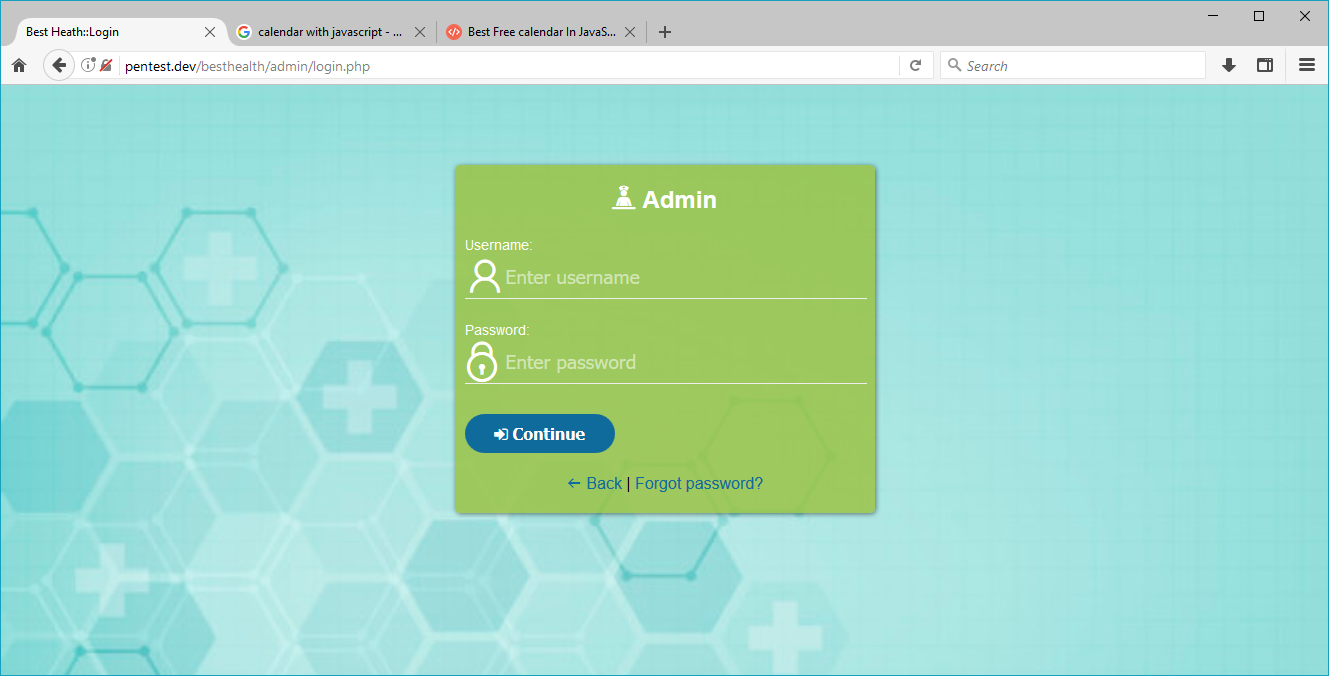 Best Heath::Login
calendar with javascript - ...
Best Free calendar In JavaS...
pentest.dev/besthealth/admin/login.php
Search
Admin
Username:
Enter username
Password:
Enter password
Continue
← Back | Forgot password?